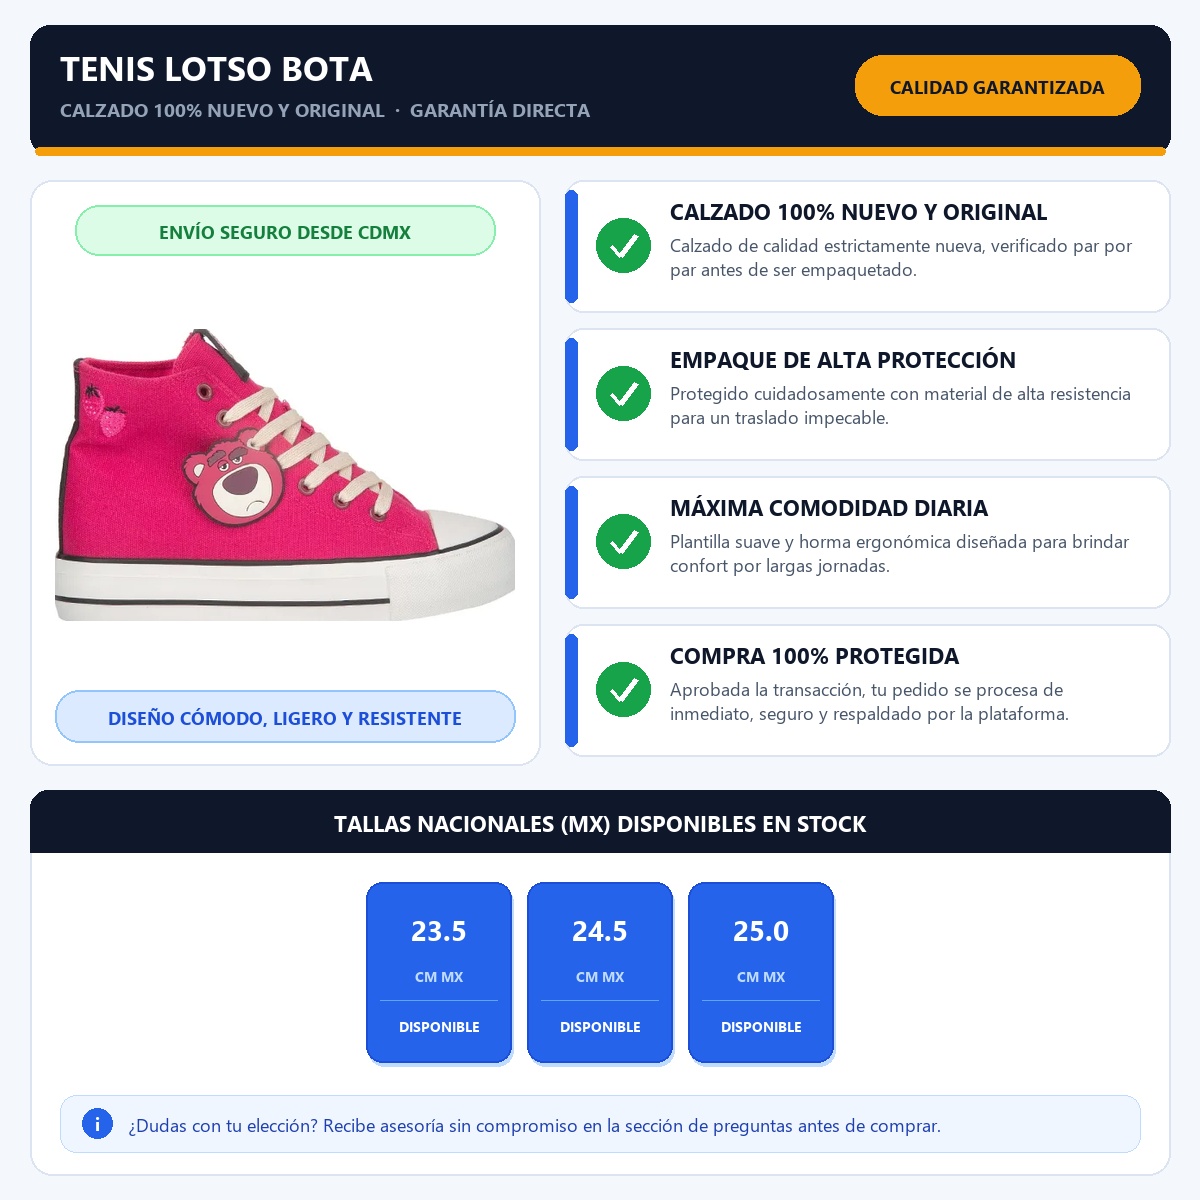 TENIS LOTSO BOTA
CALZADO 100% NUEVO Y ORIGINAL · GARANTÍA DIRECTA
CALIDAD GARANTIZADA
ENVÍO SEGURO DESDE CDMX
DISEÑO CÓMODO, LIGERO Y RESISTENTE
CALZADO 100% NUEVO Y ORIGINAL
Calzado de calidad estrictamente nueva, verificado par por
par antes de ser empaquetado.
EMPAQUE DE ALTA PROTECCIÓN
Protegido cuidadosamente con material de alta resistencia
para un traslado impecable.
MÁXIMA COMODIDAD DIARIA
Plantilla suave y horma ergonómica diseñada para brindar
confort por largas jornadas.
COMPRA 100% PROTEGIDA
Aprobada la transacción, tu pedido se procesa de
inmediato, seguro y respaldado por la plataforma.
TALLAS NACIONALES (MX) DISPONIBLES EN STOCK
23.5
CM MX
DISPONIBLE
24.5
CM MX
DISPONIBLE
25.0
CM MX
DISPONIBLE
¿Dudas con tu elección? Recibe asesoría sin compromiso en la sección de preguntas antes de comprar.